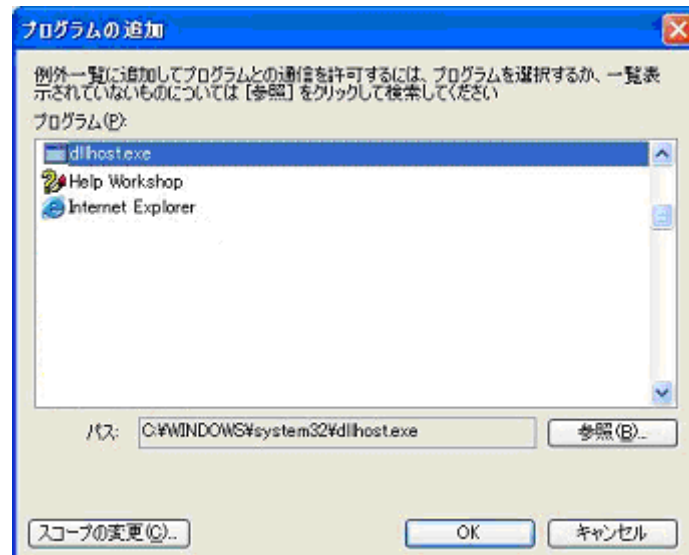 プログラムの追加
例外一覧に追加してプログラムとの通信を許可するには、プログラムを選択するか、一覧表
示されていないものについては [参照] をクリックして検索してください
プログラム(P):
dllhost.exe
Help Workshop
Internet Explorer
パス: C:¥WINDOWS¥system32¥dllhost.exe 参照(B)...
スコープの変更(C)... OK キャンセル